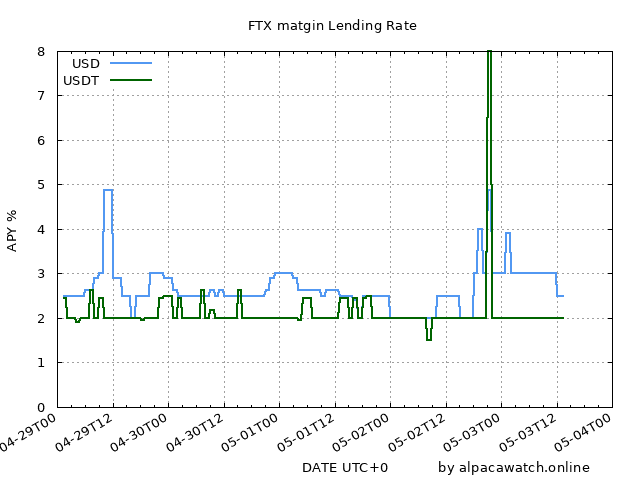 FTX matgin Lending Rate
USD
USDT
8
7
6
5
4
3
2
1
0
APY %
04-29T00
04-29T12
04-30T00
04-30T12
05-01T00
05-01T12
05-02T00
05-02T12
05-03T00
05-03T12
05-04T00
DATE UTC+0
by alpacawatch.online